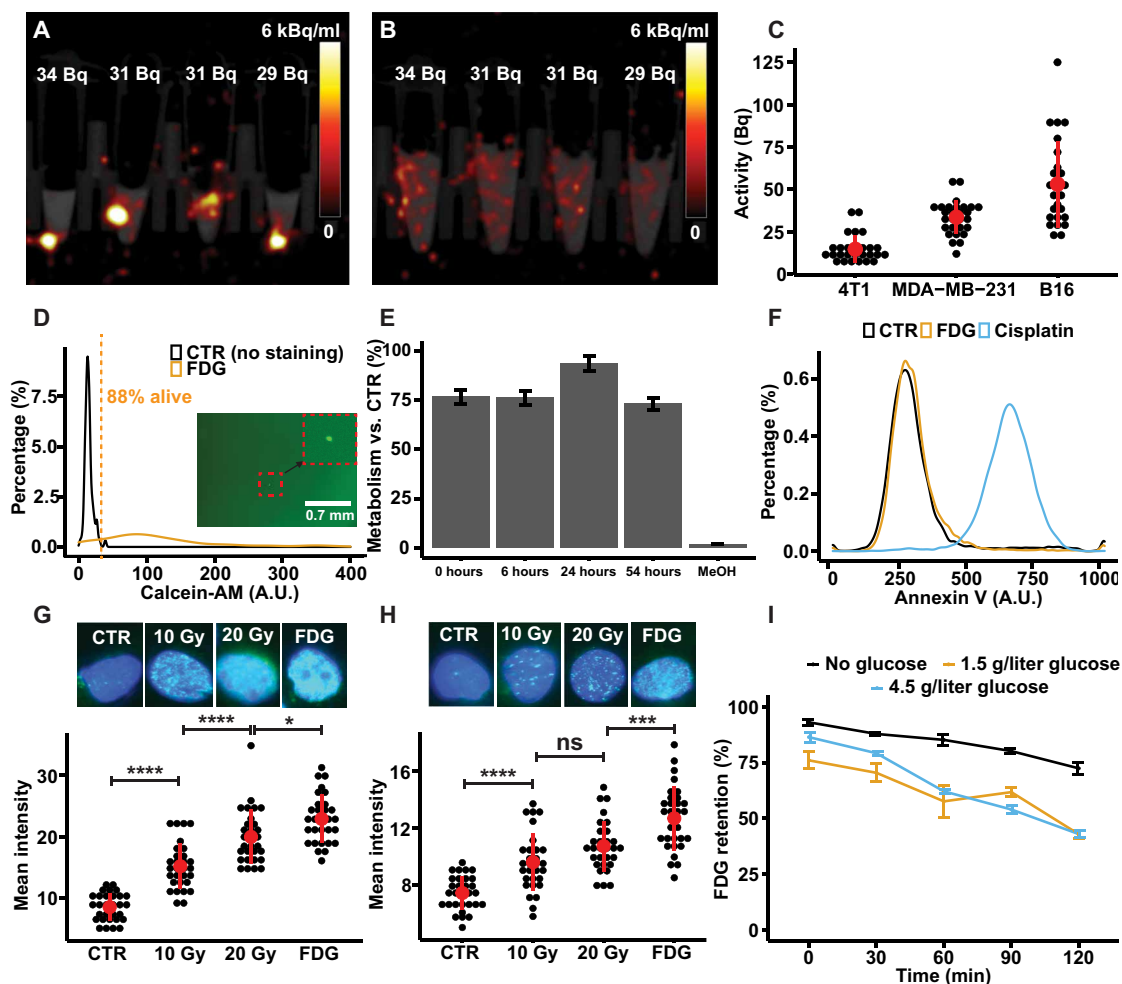 A
6 kBq/ml
34 Bq
31 Bq
31 Bq
29 Bq
0
B
6 kBq/ml
34 Bq
31 Bq
31 Bq
29 Bq
0
C
Activity (Bq)
125
100
75
50
25
0
4T1
MDA−MB−231
B16
D
CTR (no staining)
FDG
88% alive
Percentage (%)
7.5
5.0
2.5
0.0
0.7 mm
0
100
200
300
400
Calcein-AM (A.U.)
E
Metabolism vs. CTR (%)
100
75
50
25
0
0 hours
6 hours
24 hours
54 hours
MeOH
F
CTR
FDG
Cisplatin
Percentage (%)
0.6
0.4
0.2
0.0
0
250
500
750
1000
Annexin V (A.U.)
G
CTR
10 Gy
20 Gy
FDG
****
****
*
Mean intensity
30
20
10
CTR
10 Gy
20 Gy
FDG
H
CTR
10 Gy
20 Gy
FDG
****
ns
***
Mean intensity
16
12
8
CTR
10 Gy
20 Gy
FDG
I
No glucose
1.5 g/liter glucose
4.5 g/liter glucose
FDG retention (%)
100
75
50
25
0
0
30
60
90
120
Time (min)